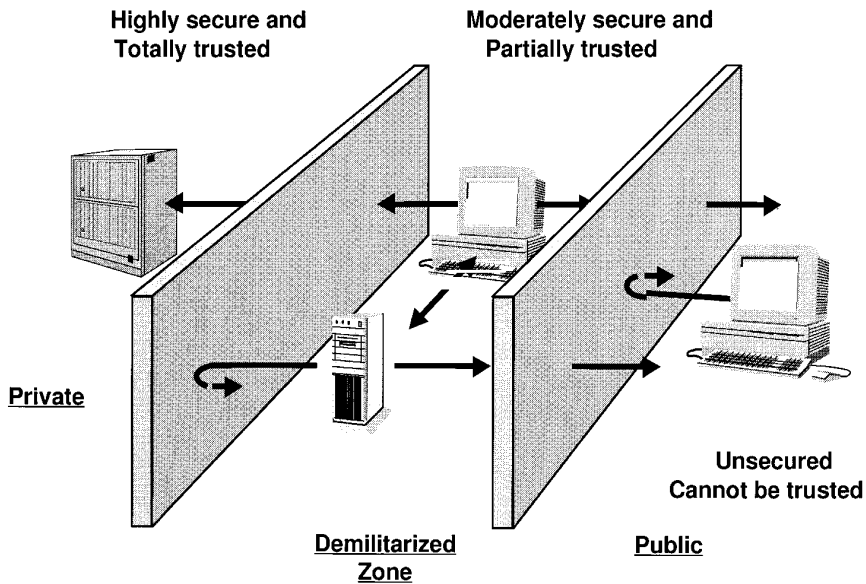 Highly secure and
Totally trusted
Moderately secure and
Partially trusted
Private
Unsecured
Cannot be trusted
Demilitarized
Zone
Public